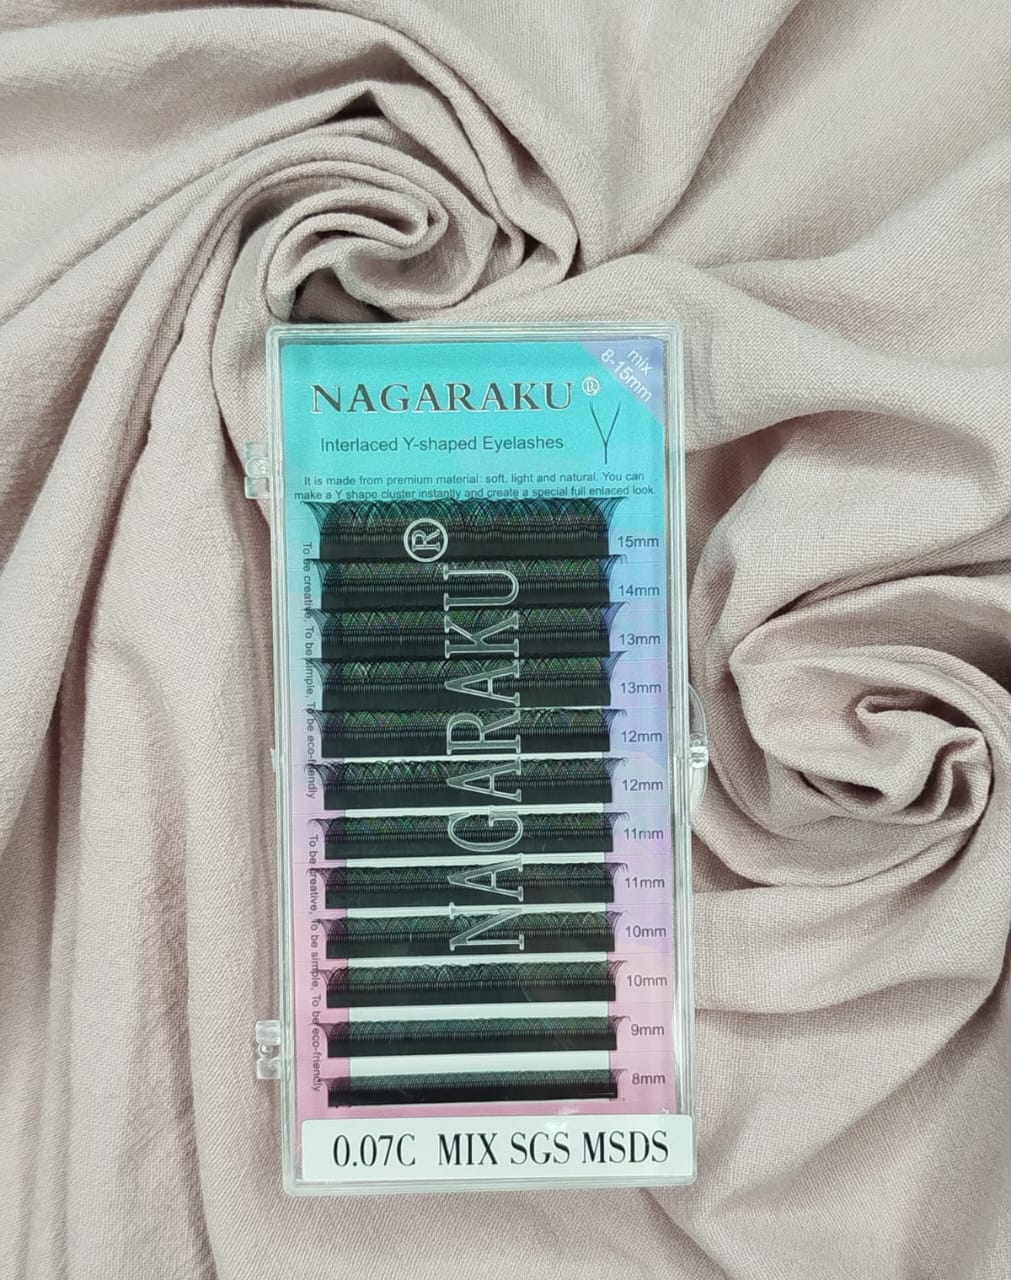 mix
8-15mm
NAGARAKU®
Interlaced Y-shaped Eyelashes
It is made from premium material: soft, light and natural. You can
make a Y shape cluster instantly and create a special full enlaced look.
15mm
14mm
13mm
13mm
12mm
12mm
11mm
11mm
10mm
10mm
9mm
8mm
NAGARAKU®
To be creative, To be simple, To be eco-friendly
To be creative, To be simple, To be eco-friendly
0.07C MIX SGS MSDS